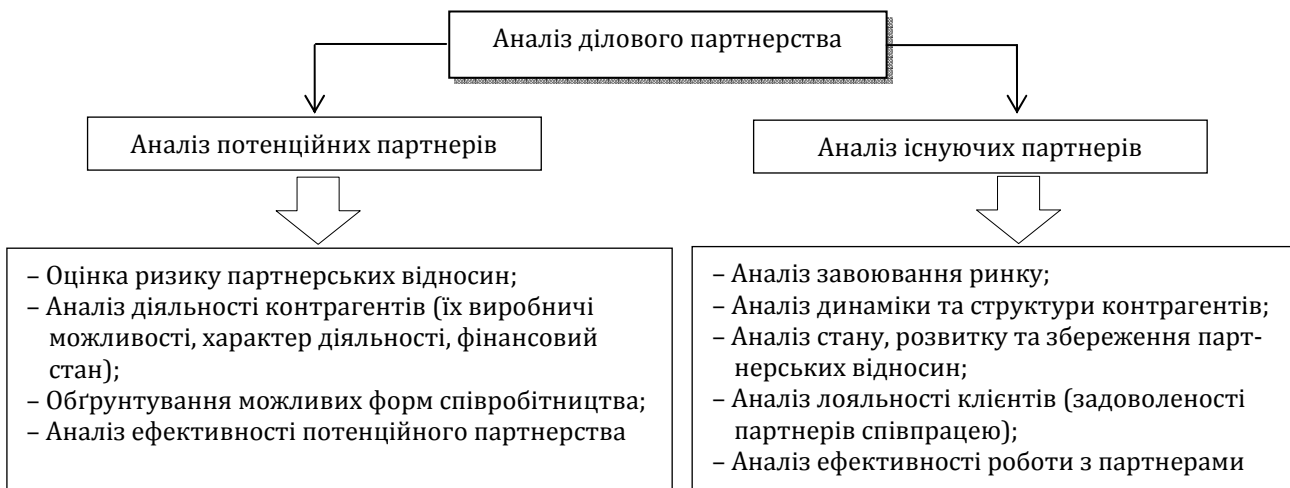 Аналіз ділового партнерства
Аналіз потенційних партнерів
Аналіз існуючих партнерів
– Оцінка ризику партнерських відносин;
– Аналіз діяльності контрагентів (їх виробничі
можливості, характер діяльності, фінансовий
стан);
– Обґрунтування можливих форм співробітництва;
– Аналіз ефективності потенційного партнерства
– Аналіз завоювання ринку;
– Аналіз динаміки та структури контрагентів;
– Аналіз стану, розвитку та збереження парт-
нерських відносин;
– Аналіз лояльності клієнтів (задоволеності
партнерів співпрацею);
– Аналіз ефективності роботи з партнерами